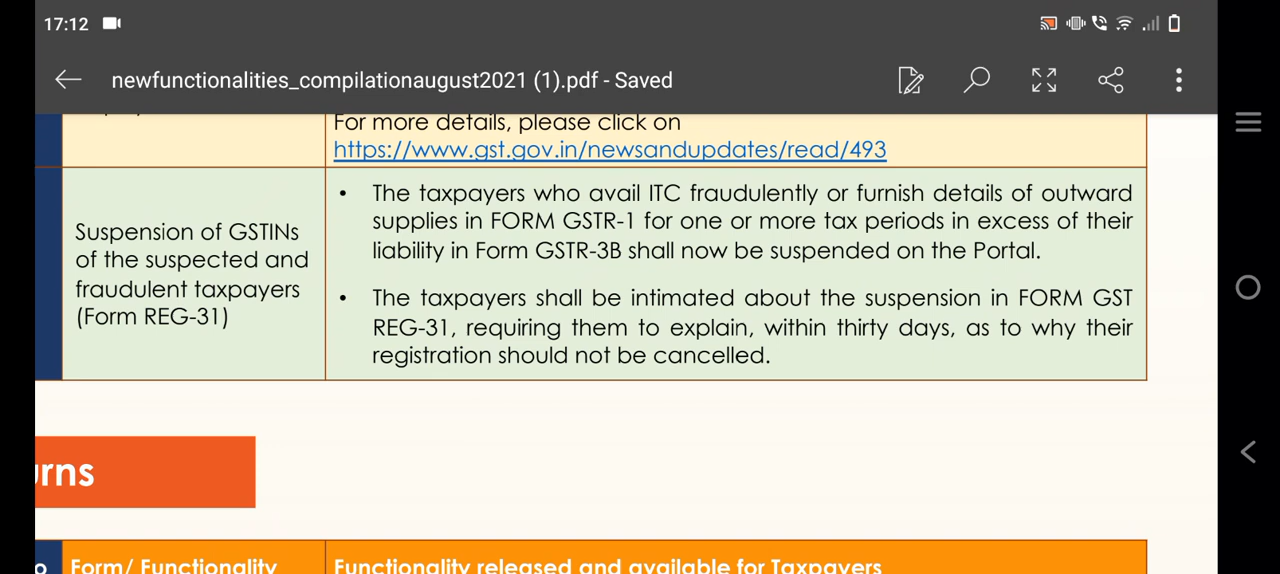 17:12
newfunctionalities_compilationaugust2021 (1).pdf - Saved
For more details, please click on
https://www.gst.gov.in/newsandupdates/read/493
Suspension of GSTINs
of the suspected and
fraudulent taxpayers
(Form REG-31)
• The taxpayers who avail ITC fraudulently or furnish details of outward
supplies in FORM GSTR-1 for one or more tax periods in excess of their
liability in Form GSTR-3B shall now be suspended on the Portal.
• The taxpayers shall be intimated about the suspension in FORM GST
REG-31, requiring them to explain, within thirty days, as to why their
registration should not be cancelled.
urns
o Form/ Functionality Functionality released and available for Taxpayers